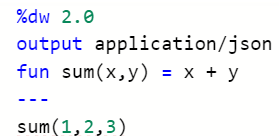 %dw 2.0
output application/json
fun sum(x,y) = x + y
---
sum(1,2,3)